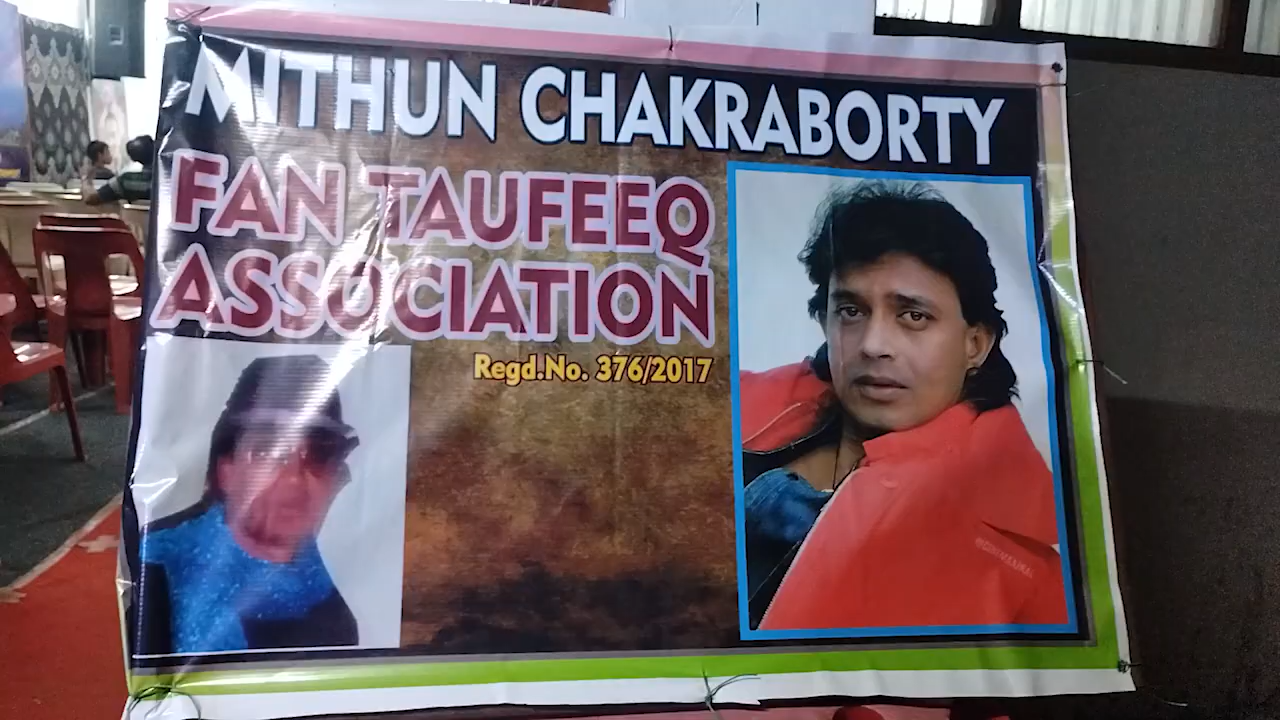 MITHUN CHAKRABORTY
FAN TAUFEEQ
ASSOCIATION
Regd.No. 376/2017